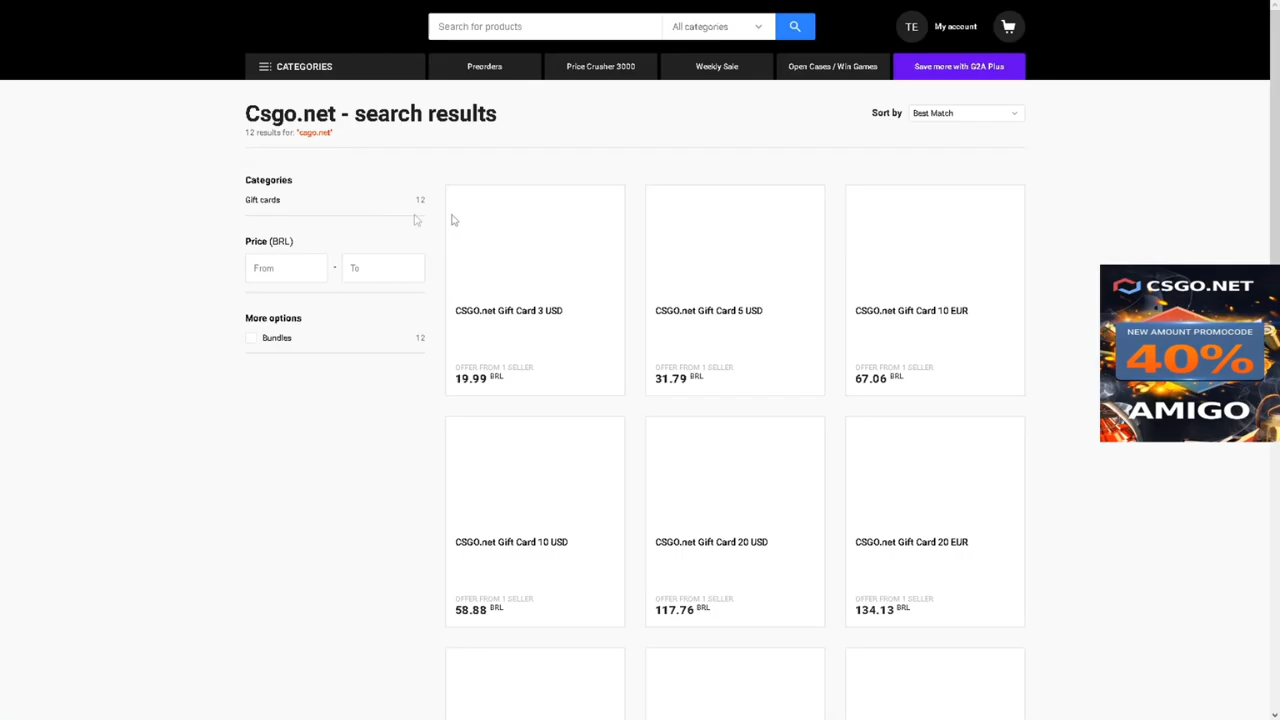 Search for products
All categories
TE
My account
CATEGORIES
Preorders
Price Crusher 3000
Weekly Sale
Open Cases / Win Games
Save more with G2A Plus
Csgo.net - search results
12 results for: "csgo.net"
Sort by
Best Match
Categories
Gift cards 12
Price (BRL)
From - To
More options
Bundles 12
CSGO.net Gift Card 3 USD
OFFER FROM 1 SELLER
19.99 BRL
CSGO.net Gift Card 5 USD
OFFER FROM 1 SELLER
31.79 BRL
CSGO.net Gift Card 10 EUR
OFFER FROM 1 SELLER
67.06 BRL
CSGO.net Gift Card 10 USD
OFFER FROM 1 SELLER
58.88 BRL
CSGO.net Gift Card 20 USD
OFFER FROM 1 SELLER
117.76 BRL
CSGO.net Gift Card 20 EUR
OFFER FROM 1 SELLER
134.13 BRL
CSGO.NET
NEW AMOUNT PROMOCODE
40%
AMIGO